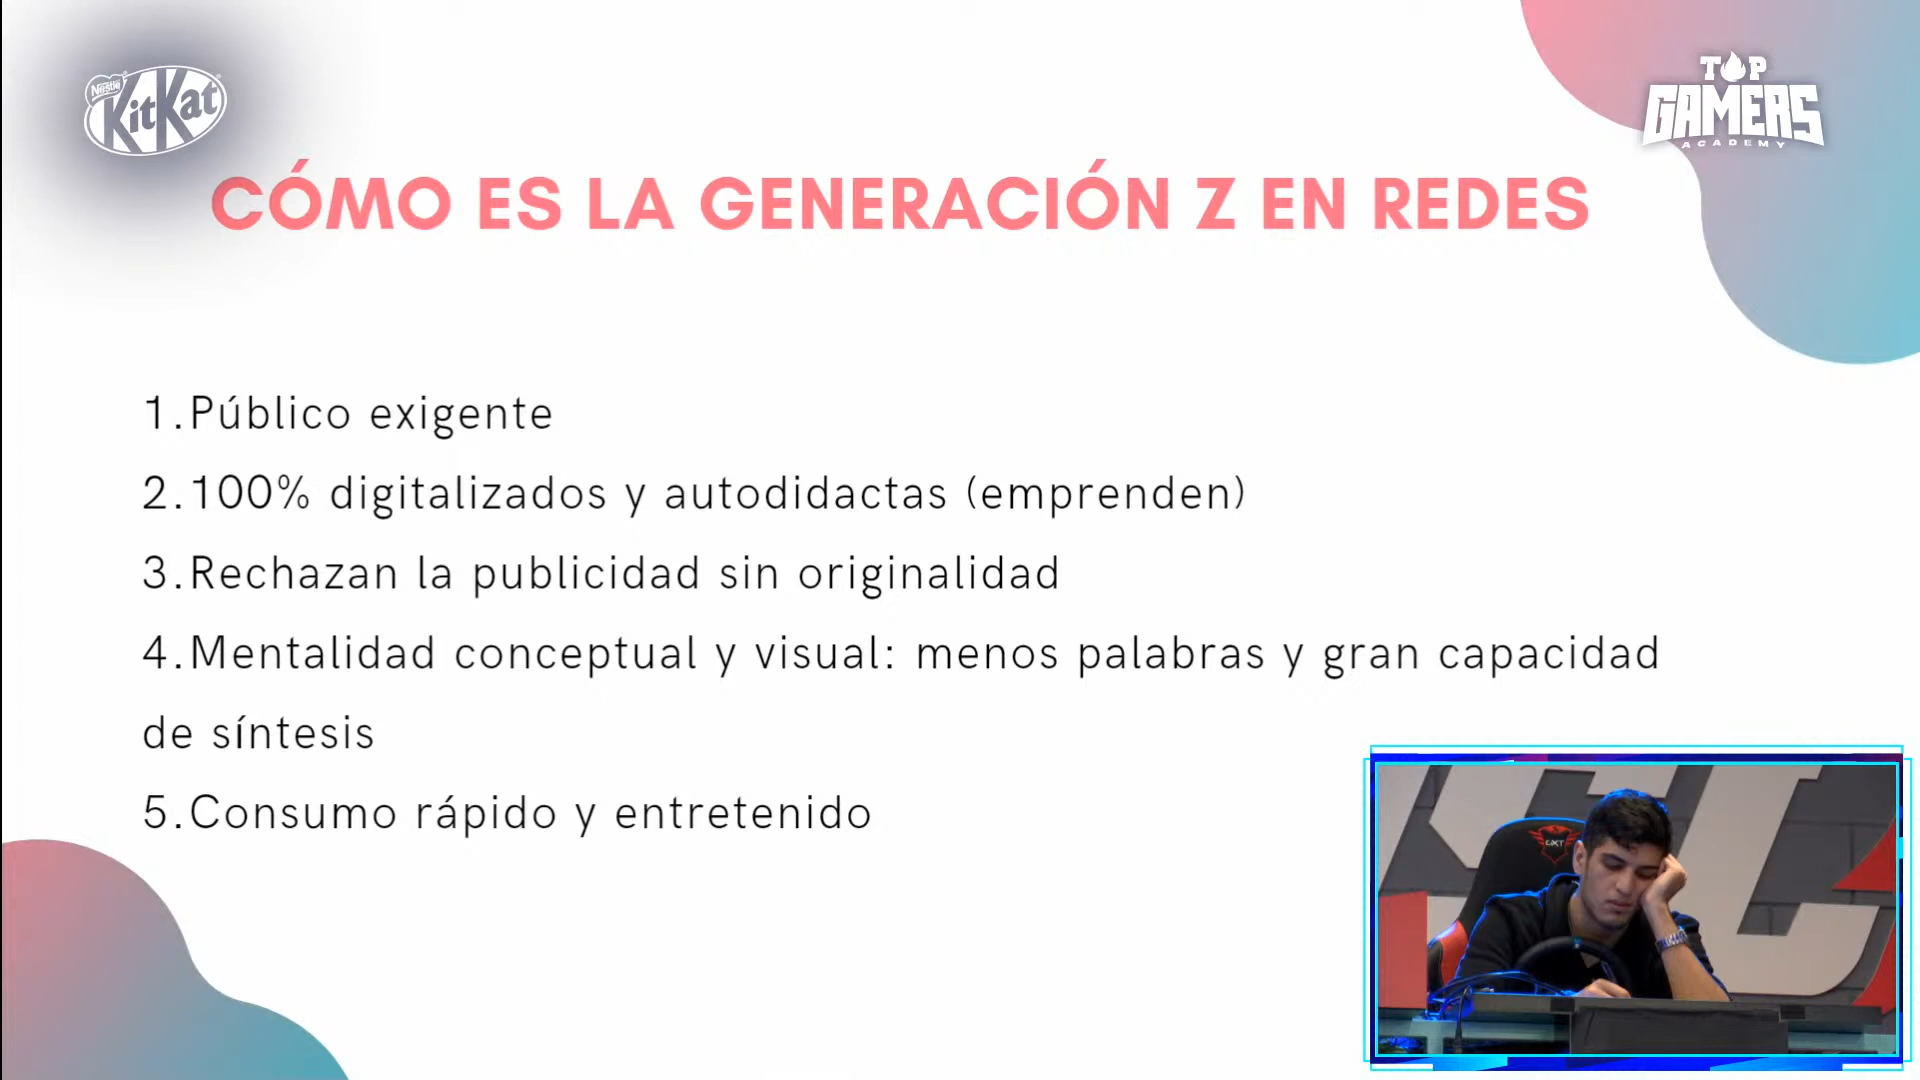 Nestlé
KitKat
TOP
GAMERS
ACADEMY
CÓMO ES LA GENERACIÓN Z EN REDES
1.Público exigente
2.100% digitalizados y autodidactas (emprenden)
3.Rechazan la publicidad sin originalidad
4.Mentalidad conceptual y visual: menos palabras y gran capacidad
de síntesis
5.Consumo rápido y entretenido
GXT